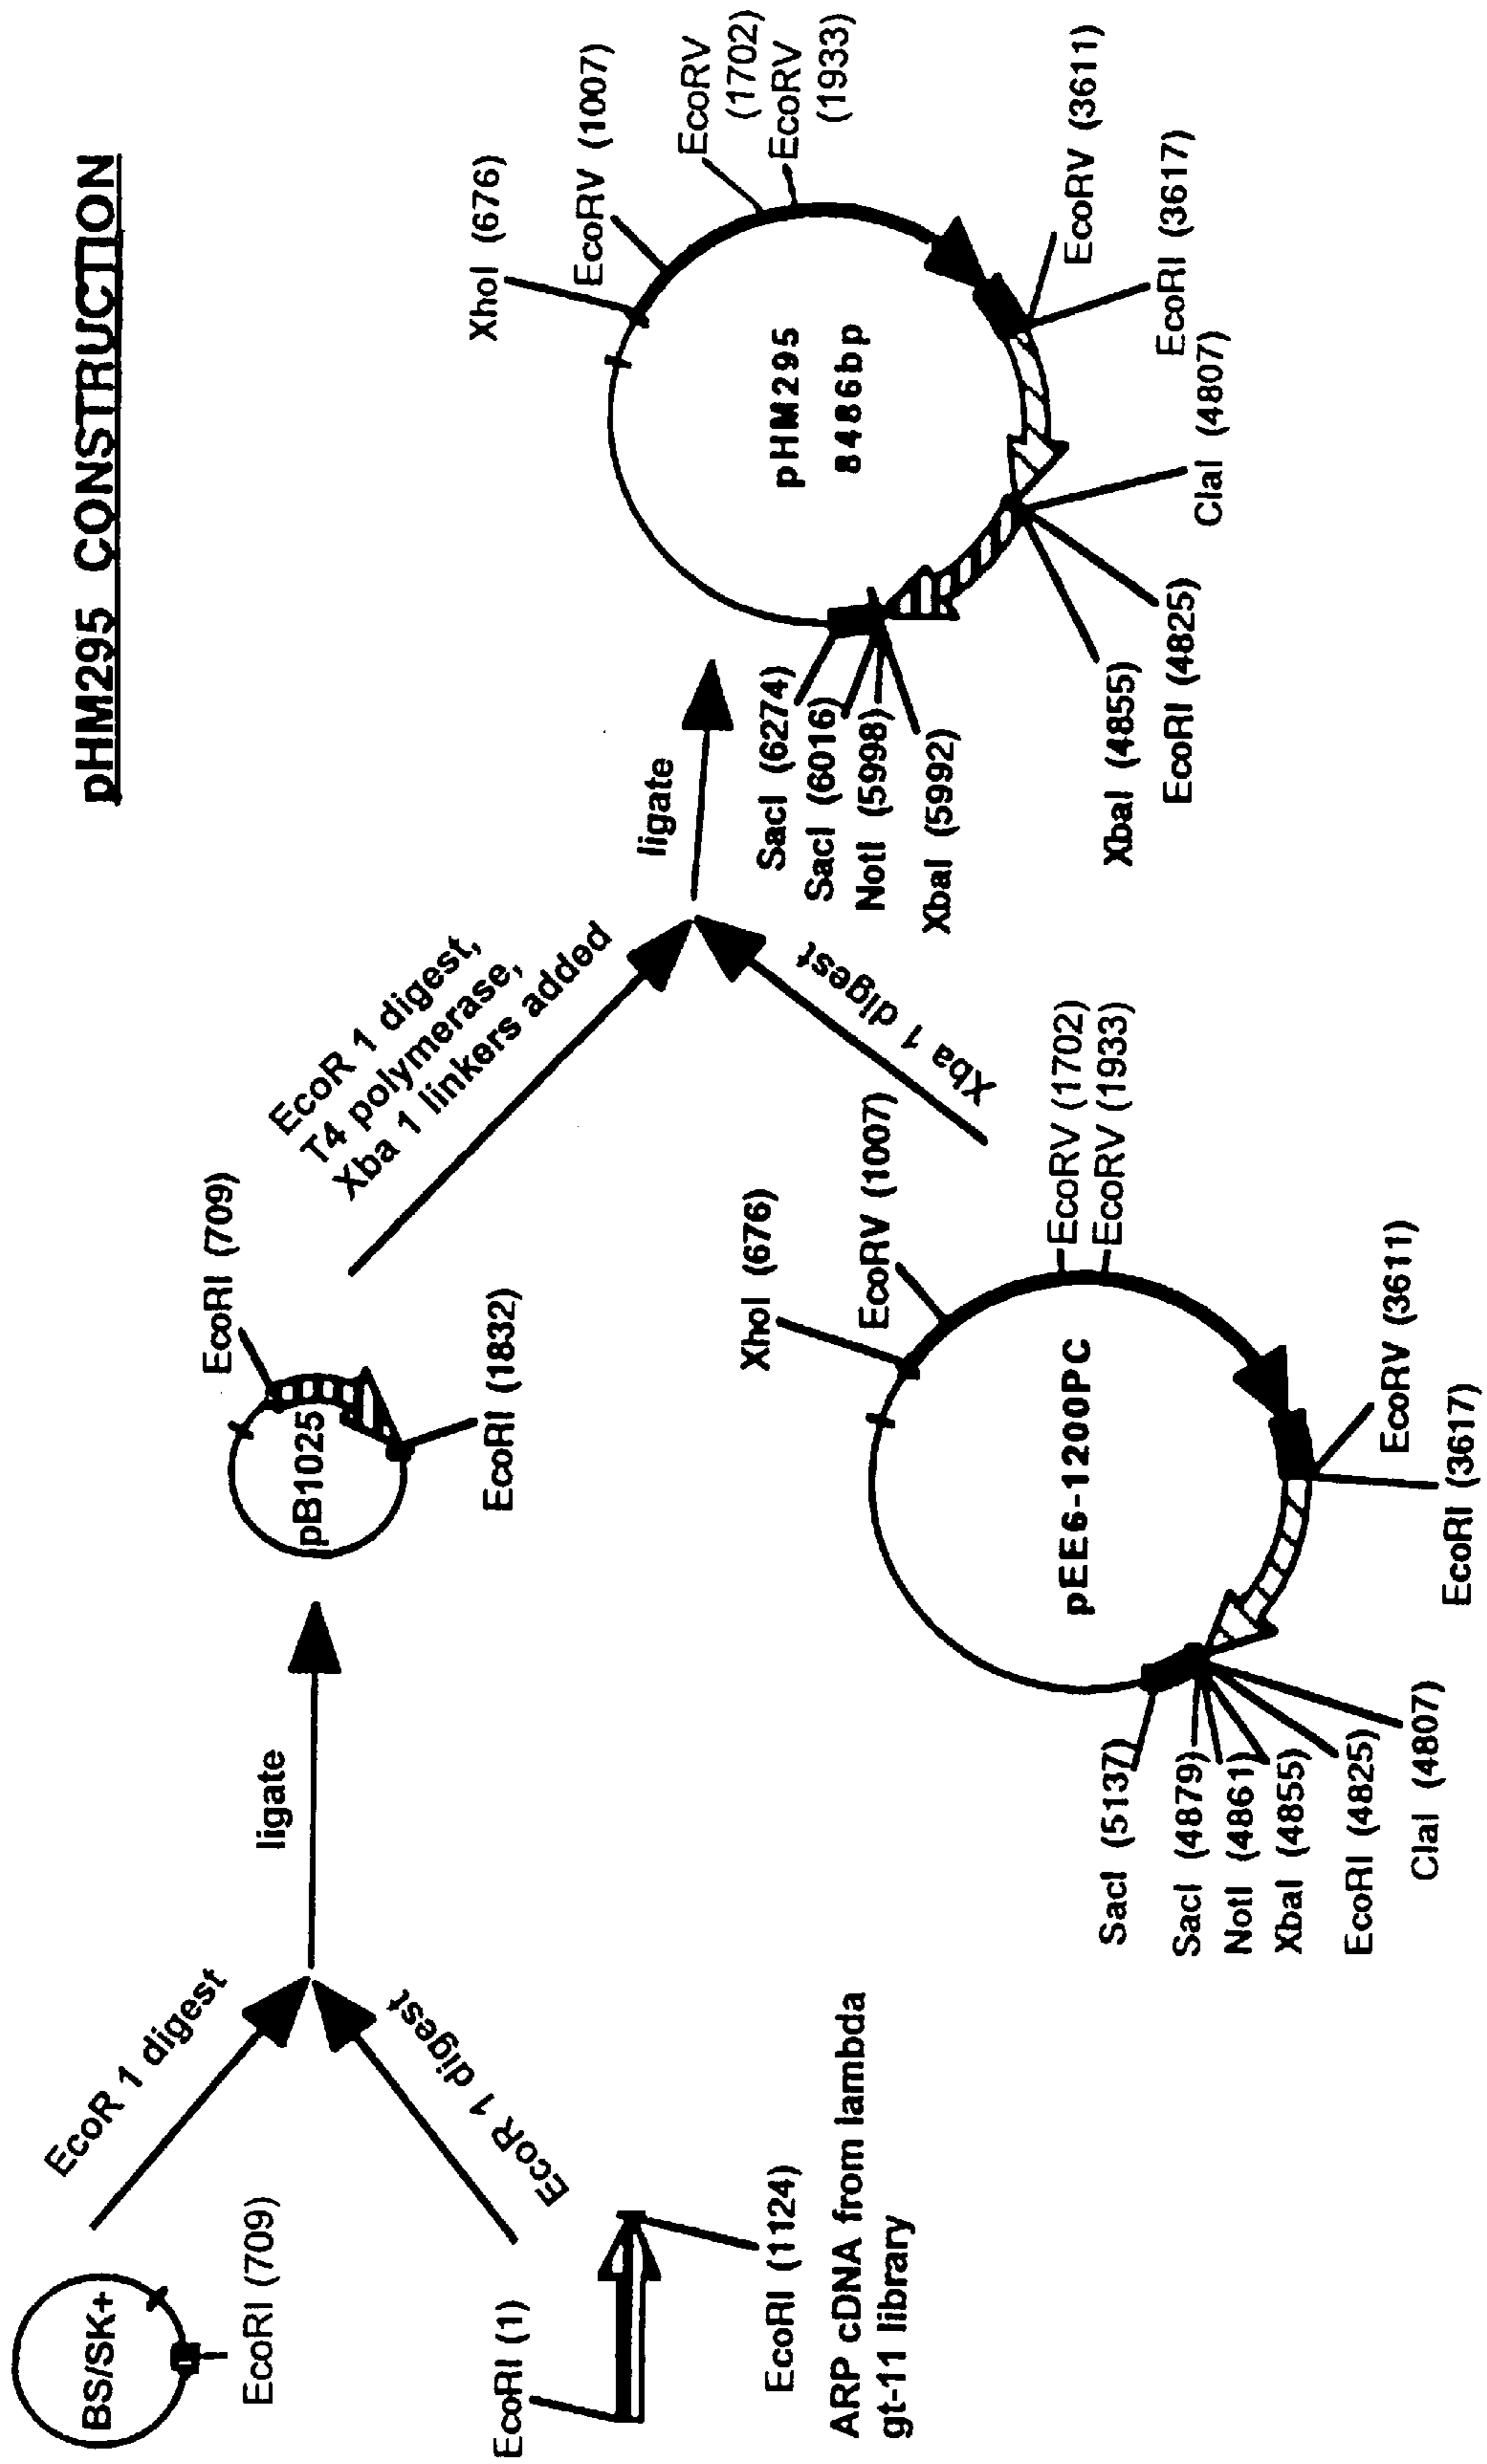 pHM295 CONSTRUCTION
BS/SK+
EcoRI (709)
EcoR 1 digest
EcoRI (1)
EcoRI (1124)
ARP cDNA from lambda
gt-11 library
EcoR 1 digest
ligate
pB1025
EcoRI (709)
EcoRI (1832)
EcoR 1 digest,
T4 polymerase,
Xba 1 linkers added
pEE6-1200PC
XhoI (676)
EcoRV (1007)
EcoRV (1702)
EcoRV (1933)
EcoRV (3611)
EcoRI (3617)
SacI (5137)
SacI (4879)
NotI (4861)
XbaI (4855)
EcoRI (4825)
ClaI (4807)
Xba 1 digest
ligate
pHM295
8486bp
XhoI (676)
EcoRV (1007)
EcoRV
(1702)
EcoRV
(1933)
EcoRV (3611)
EcoRI (3617)
ClaI (4807)
EcoRI (4825)
XbaI (4855)
SacI (6274)
SacI (6016)
NotI (5998)
XbaI (5992)